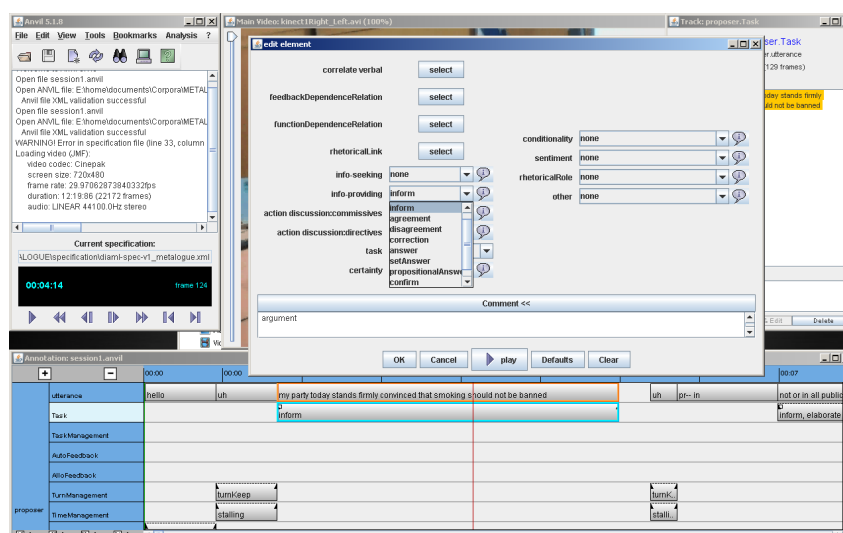 Anvil 5.1.8
File Edit View Tools Bookmarks Analysis ?
Open file session1.anvil
Open ANVIL file: E:\home\documents\Corpora\METAL
Anvil file XML validation successful
Open file session1.anvil
Open ANVIL file: E:\home\documents\Corpora\METAL
Anvil file XML validation successful
WARNING! Error in specification file (line 33, column
Loading video (JMF):
video codec: Cinepak
screen size: 720x480
frame rate: 29.97062873840332fps
duration: 12:19:86 (22172 frames)
audio: LINEAR 44100.0Hz stereo
Current specification:
\LOGUE\specification\diaml-spec-v1_metalogue.xml
00:04:14 frame 124
Main Video: kinect1Right_Left.avi (100%)
Track: proposer.Task
ser.Task
er.utterance
(129 frames)
oday stands firmly
uld not be banned
& Edit Delete
edit element
correlate verbal select
feedbackDependenceRelation select
functionDependenceRelation select
rhetoricalLink select
info-seeking none
info-providing inform
inform
agreement
disagreement
correction
answer
setAnswer
propositionalAnsw
confirm
action discussion:commissives
action discussion:directives
task
certainty
conditionality none
sentiment none
rhetoricalRole none
other none
Comment <<
argument
OK Cancel play Defaults Clear
Annotation: session1.anvil
+ - 00:00 00:00 00:07
utterance hello uh my party today stands firmly convinced that smoking should not be banned uh pr-- in not or in all public
Task inform inform, elaborate
TaskManagement
AutoFeedback
AlloFeedback
TurnManagement turnKeep turnK..
proposer TimeManagement stalling stalli..